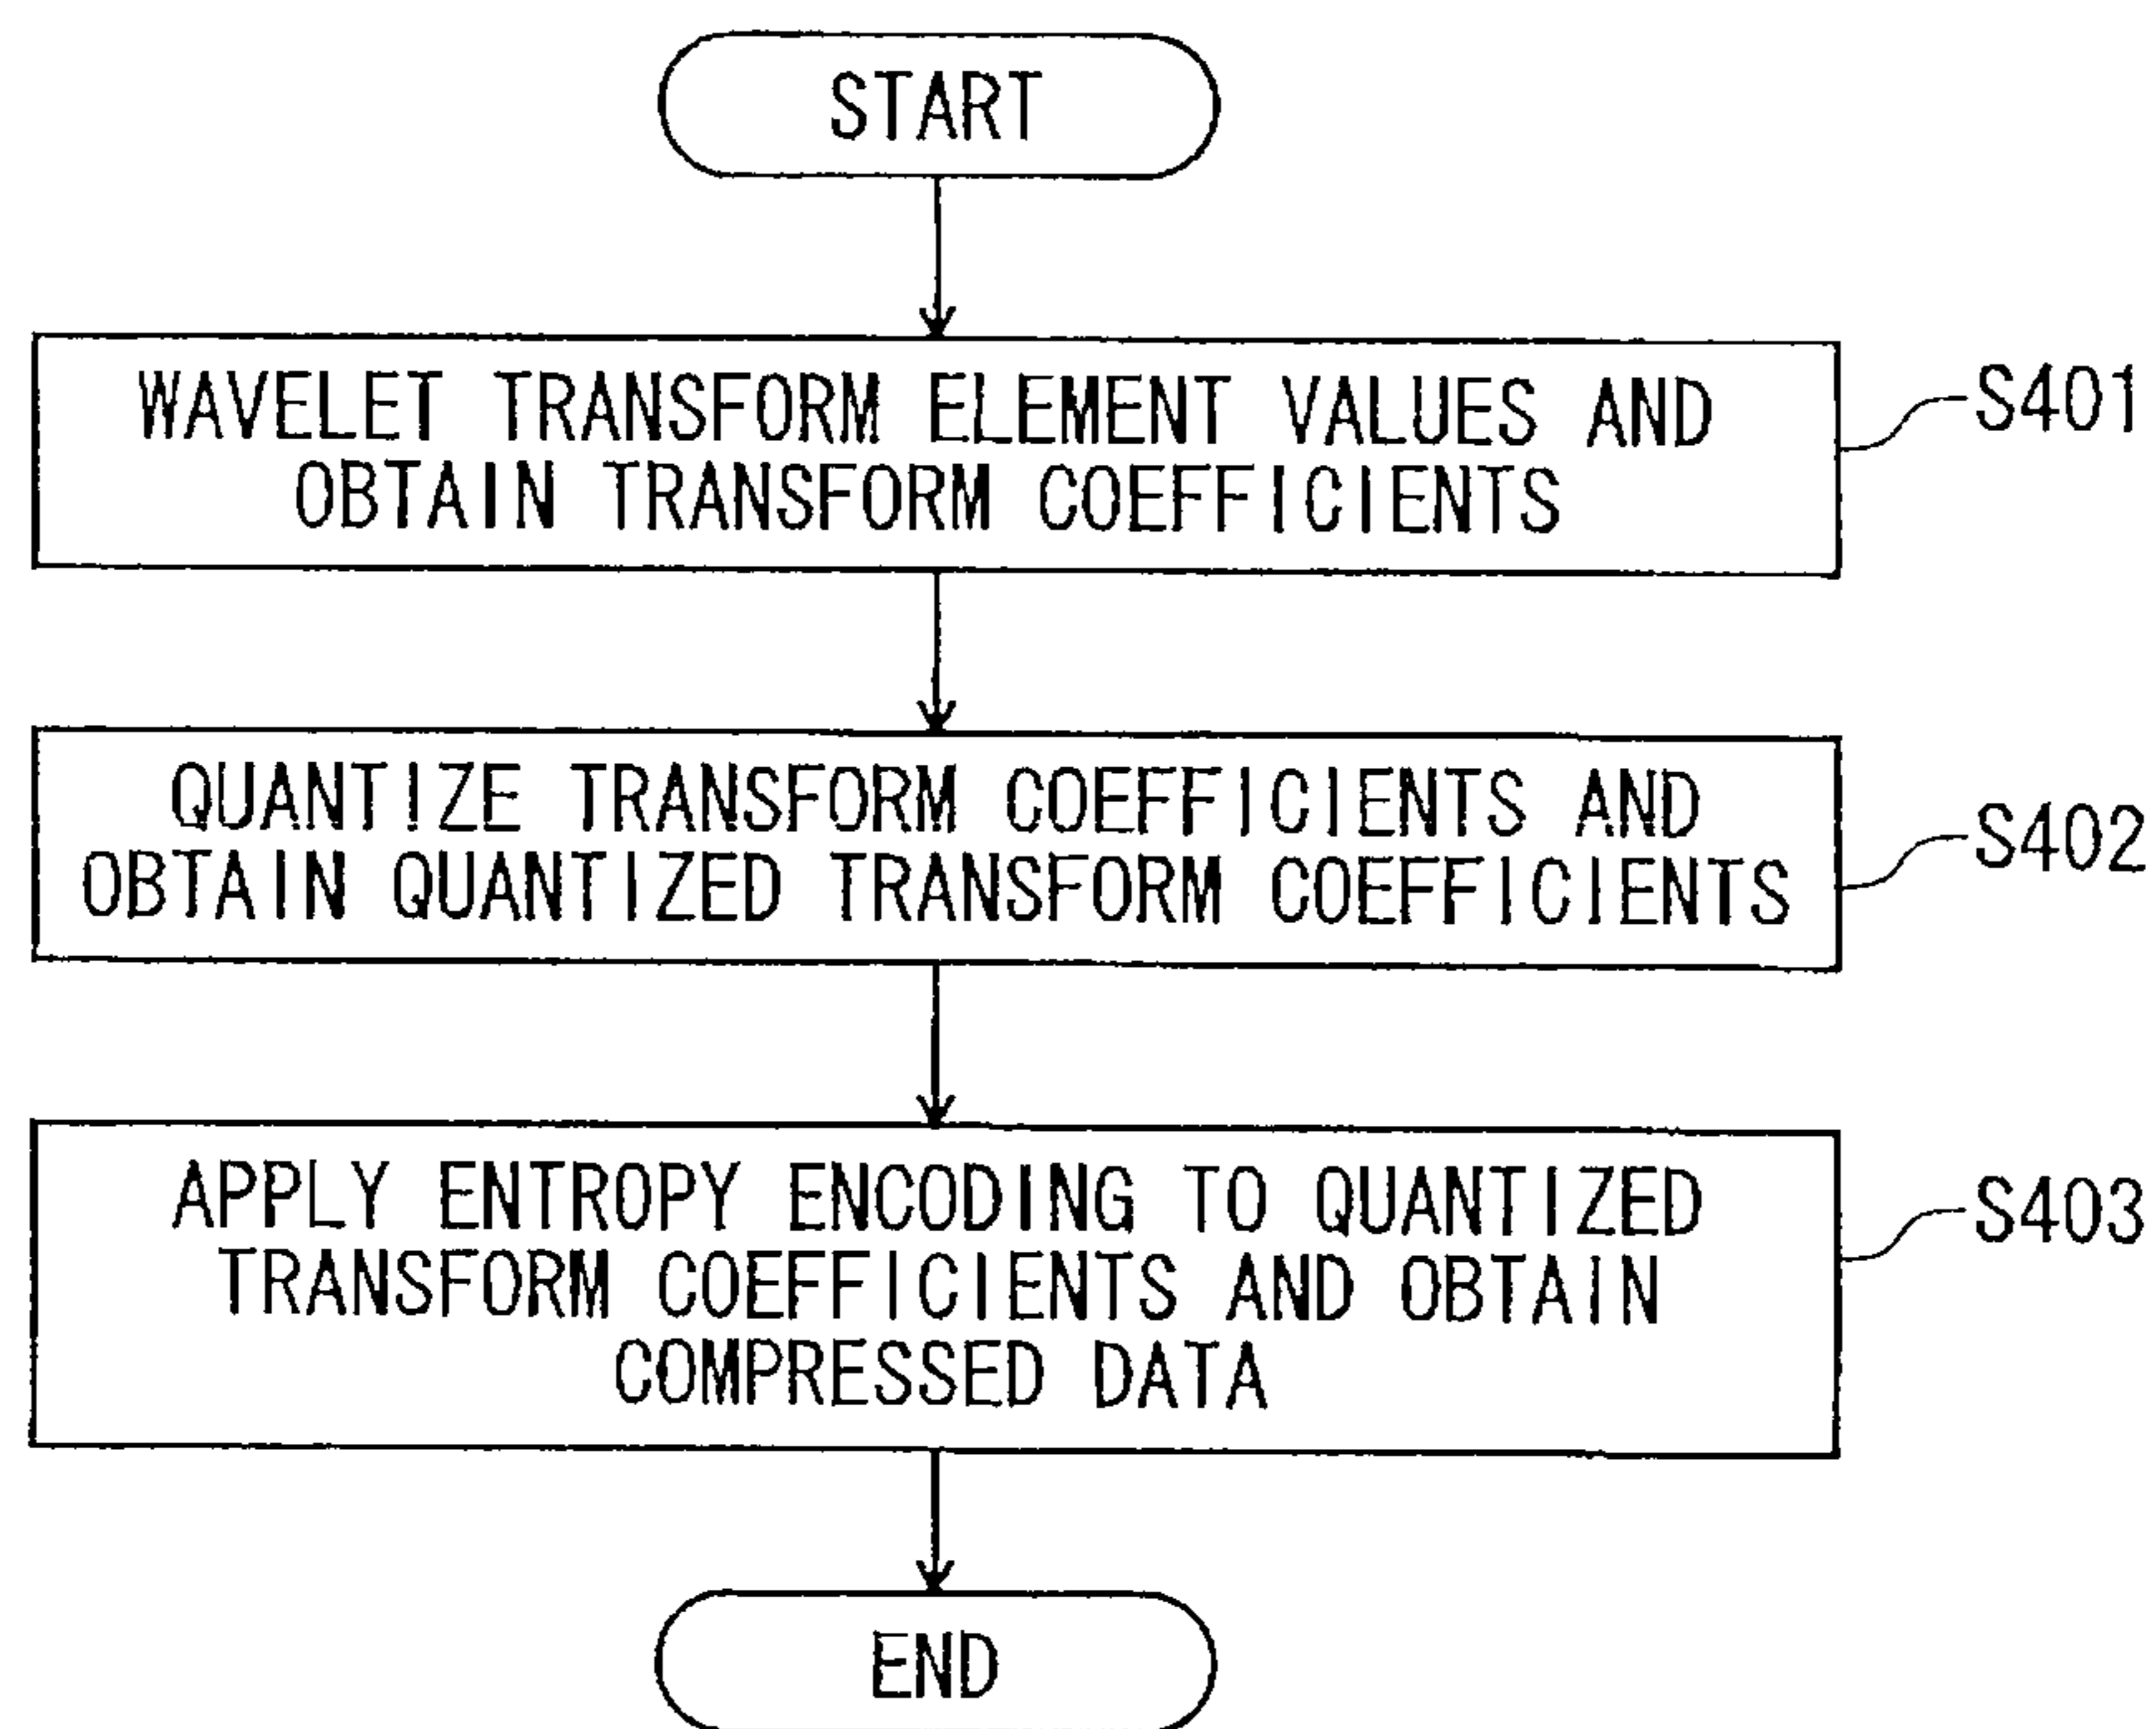 START
WAVELET TRANSFORM ELEMENT VALUES AND
OBTAIN TRANSFORM COEFFICIENTS
S401
QUANTIZE TRANSFORM COEFFICIENTS AND
OBTAIN QUANTIZED TRANSFORM COEFFICIENTS
S402
APPLY ENTROPY ENCODING TO QUANTIZED
TRANSFORM COEFFICIENTS AND OBTAIN
COMPRESSED DATA
S403
END